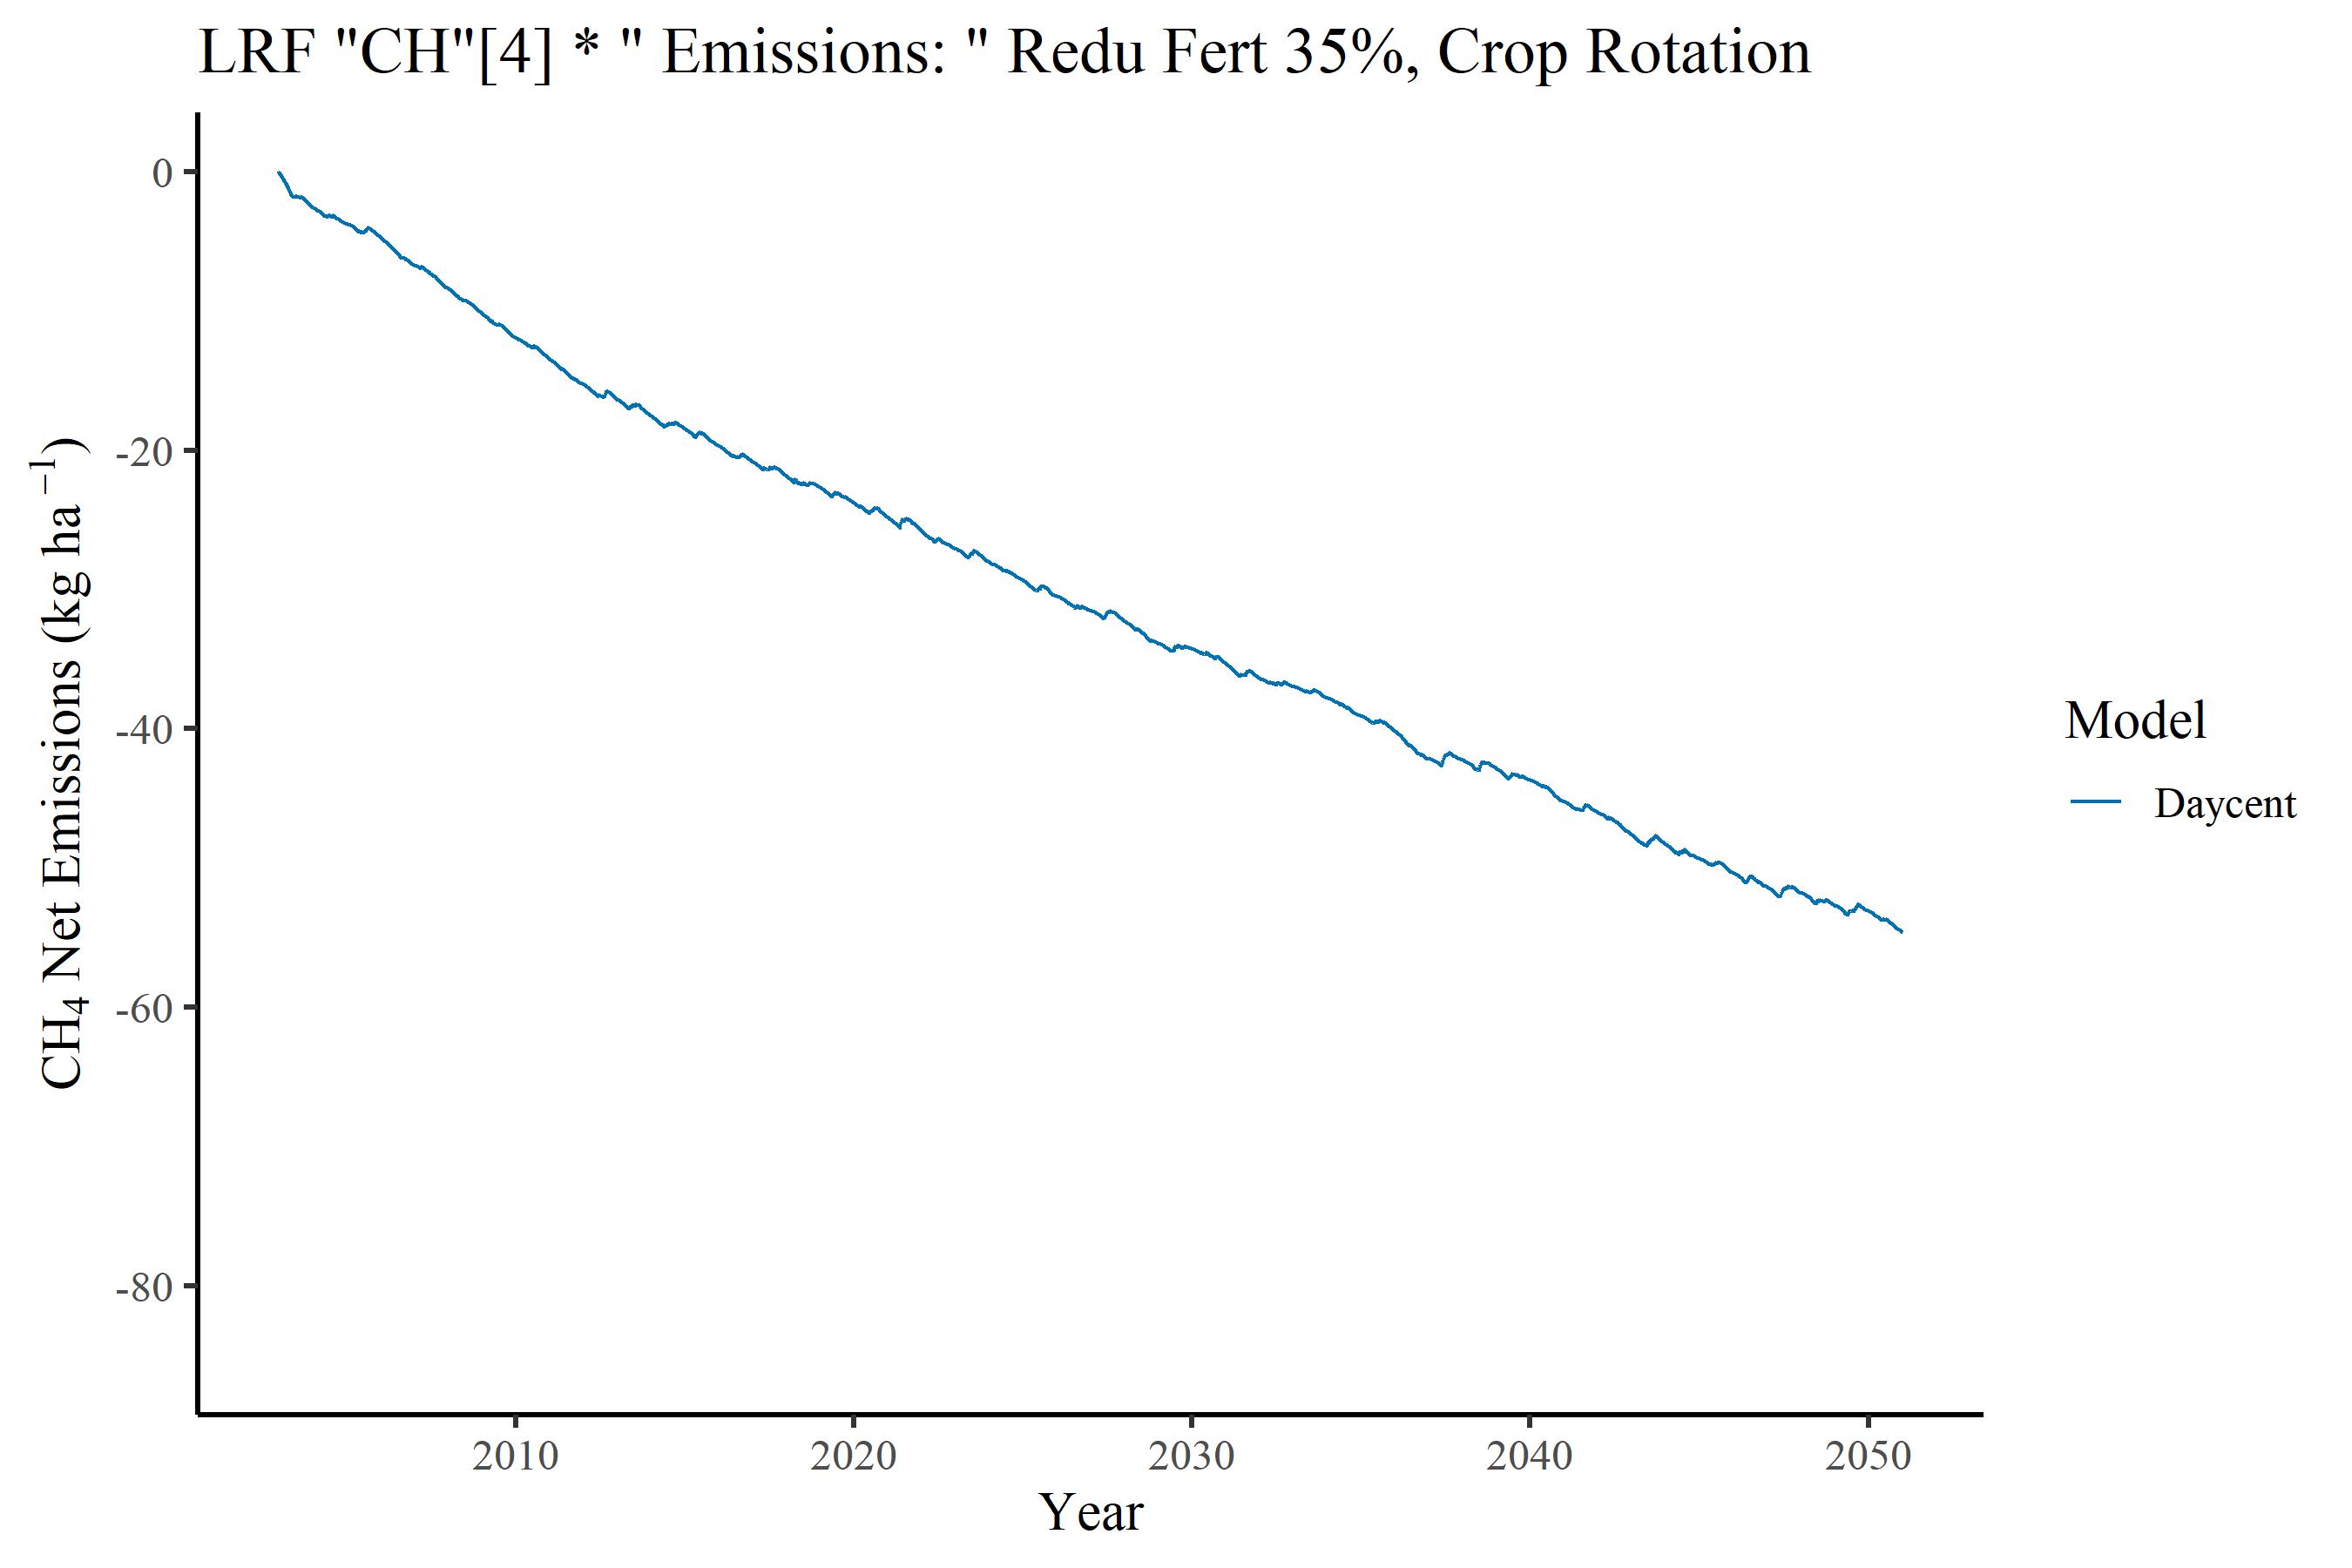 LRF "CH"[4] * " Emissions: " Redu Fert 35%, Crop Rotation
CH₄ Net Emissions (kg ha ⁻¹)
0
-20
-40
-60
-80
2010 2020 2030 2040 2050
Year
Model
Daycent